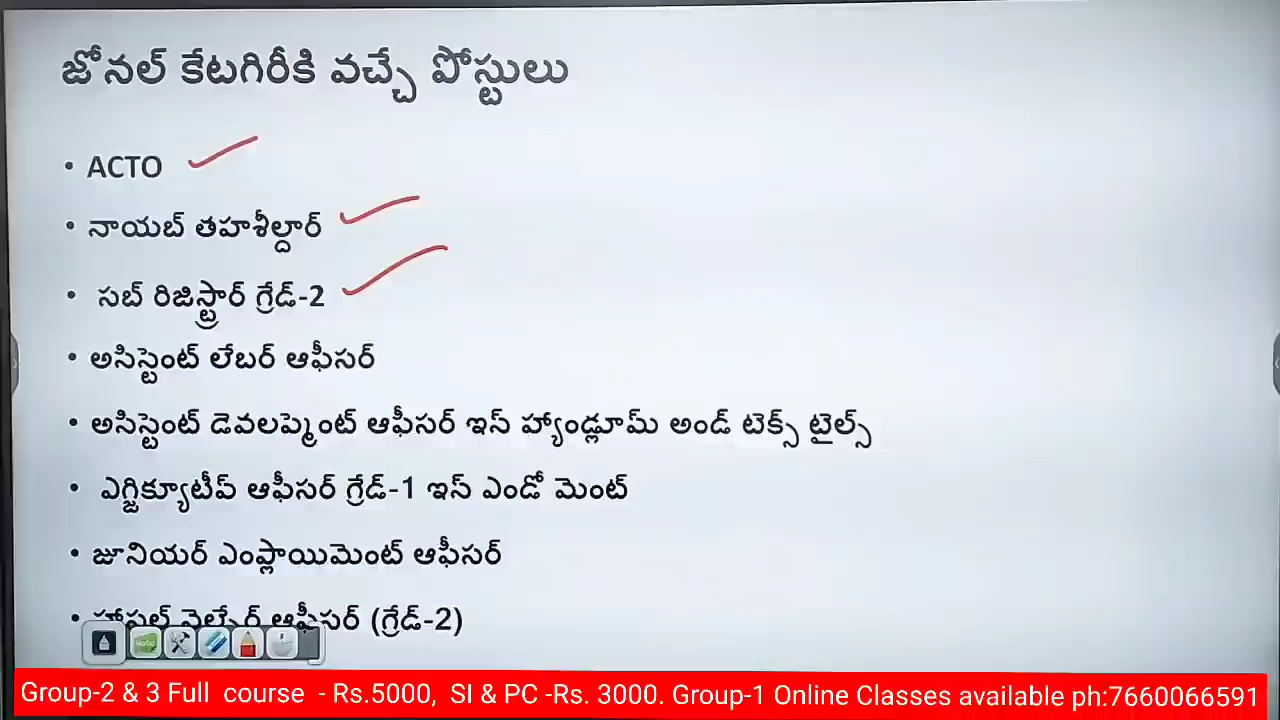 జోనల్ కేటగిరీకి వచ్చే పోస్టులు
• ACTO
• నాయబ్ తహశీల్దార్
• సబ్ రిజిస్ట్రార్ గ్రేడ్-2
• అసిస్టెంట్ లేబర్ ఆఫీసర్
• అసిస్టెంట్ డెవలప్మెంట్ ఆఫీసర్ ఇన్ హ్యాండ్లూమ్ అండ్ టెక్స్ టైల్స్
• ఎగ్జిక్యూటీవ్ ఆఫీసర్ గ్రేడ్-1 ఇన్ ఎండో మెంట్
• జూనియర్ ఎంప్లాయిమెంట్ ఆఫీసర్
• ఆఫీసర్ (గ్రేడ్-2)
Group-2 & 3 Full course - Rs.5000, SI & PC -Rs. 3000. Group-1 Online Classes available ph:7660066591